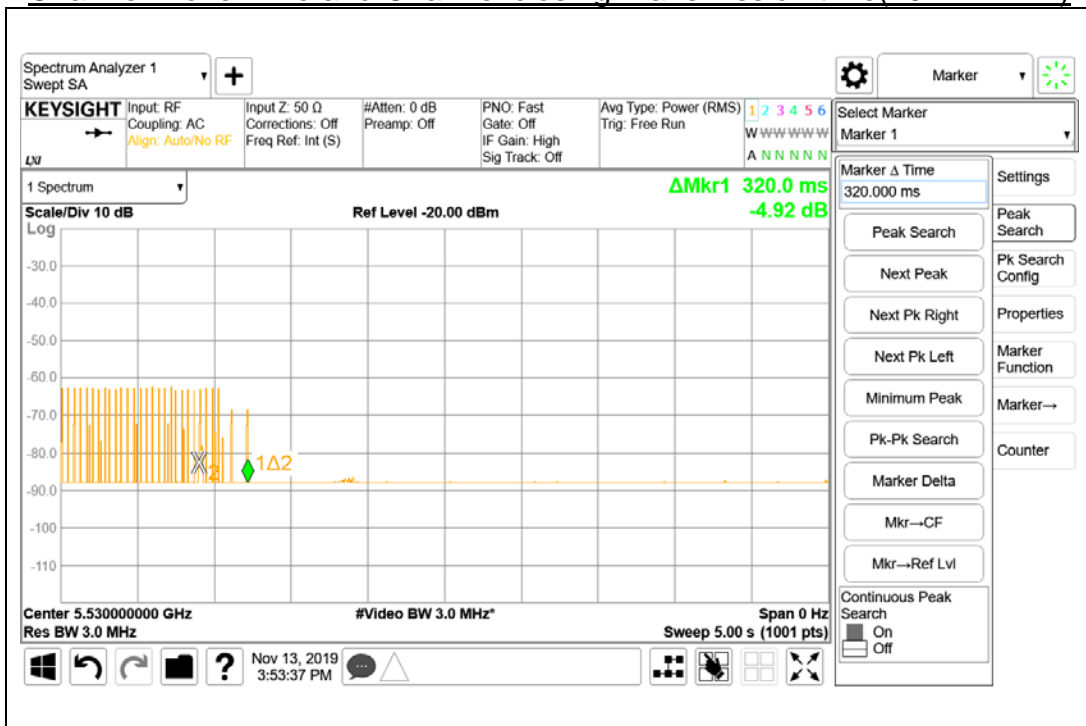 Spectrum Analyzer 1
Swept SA
Marker
KEYSIGHT
LXI
Input: RF
Coupling: AC
Align: Auto/No RF
Input Z: 50 Ω
Corrections: Off
Freq Ref: Int (S)
#Atten: 0 dB
Preamp: Off
PNO: Fast
Gate: Off
IF Gain: High
Sig Track: Off
Avg Type: Power (RMS)
Trig: Free Run
1 2 3 4 5 6
W W W W W W
A N N N N N
Select Marker
Marker 1
1 Spectrum
ΔMkr1 320.0 ms
-4.92 dB
Scale/Div 10 dB
Ref Level -20.00 dBm
Log
-30.0
-40.0
-50.0
-60.0
-70.0
-80.0
-90.0
-100
-110
2
1Δ2
Center 5.530000000 GHz
#Video BW 3.0 MHz*
Span 0 Hz
Res BW 3.0 MHz
Sweep 5.00 s (1001 pts)
Marker Δ Time
320.000 ms
Peak Search
Next Peak
Next Pk Right
Next Pk Left
Minimum Peak
Pk-Pk Search
Marker Delta
Mkr→CF
Mkr→Ref Lvl
Continuous Peak
Search
On
Off
Settings
Peak
Search
Pk Search
Config
Properties
Marker
Function
Marker→
Counter
Nov 13, 2019
3:53:37 PM